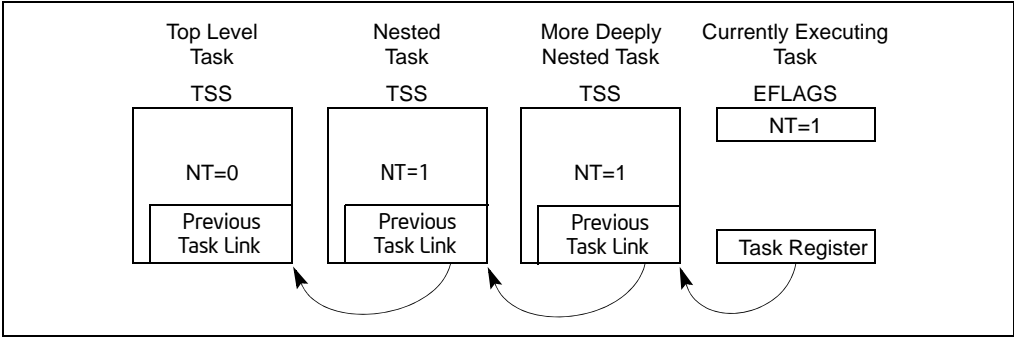 Top Level
Task
TSS
NT=0
Previous
Task Link
Nested
Task
TSS
NT=1
Previous
Task Link
More Deeply
Nested Task
TSS
NT=1
Previous
Task Link
Currently Executing
Task
EFLAGS
NT=1
Task Register